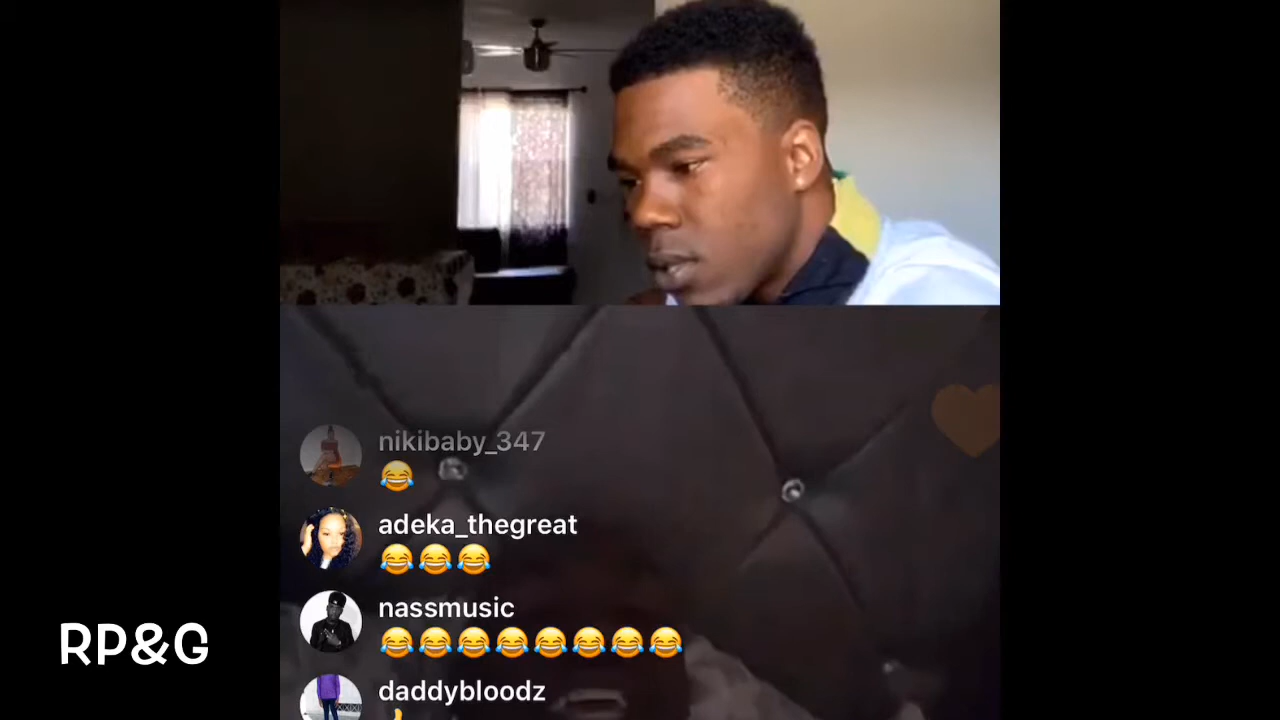 nikibaby_347
😂
adeka_thegreat
😂😂😂
nassmusic
😂😂😂😂😂😂😂😂
daddybloodz
RP&G